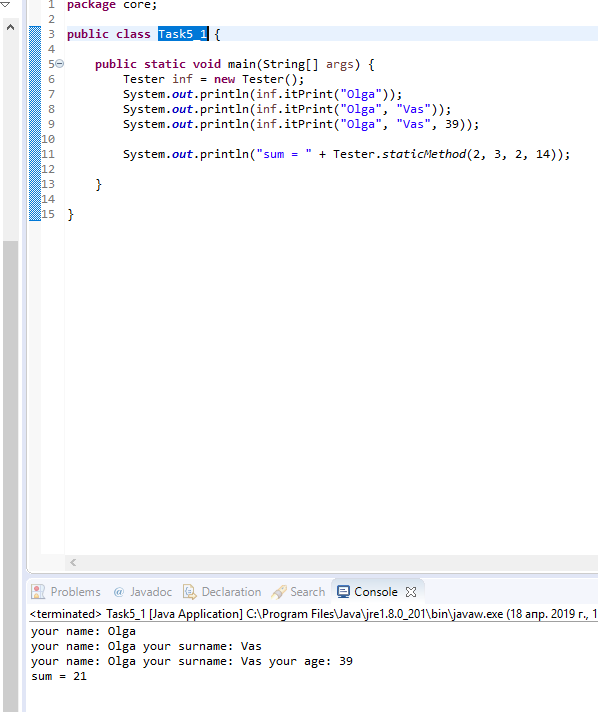 1 package core;
2
3 public class Task5_1 {
4
5 public static void main(String[] args) {
6 Tester inf = new Tester();
7 System.out.println(inf.itPrint("Olga"));
8 System.out.println(inf.itPrint("Olga", "Vas"));
9 System.out.println(inf.itPrint("Olga", "Vas", 39));
10
11 System.out.println("sum = " + Tester.staticMethod(2, 3, 2, 14));
12
13 }
14
15 }
Problems @ Javadoc Declaration Search Console
<terminated> Task5_1 [Java Application] C:\Program Files\Java\jre1.8.0_201\bin\javaw.exe (18 апр. 2019 г., 1
your name: Olga
your name: Olga your surname: Vas
your name: Olga your surname: Vas your age: 39
sum = 21